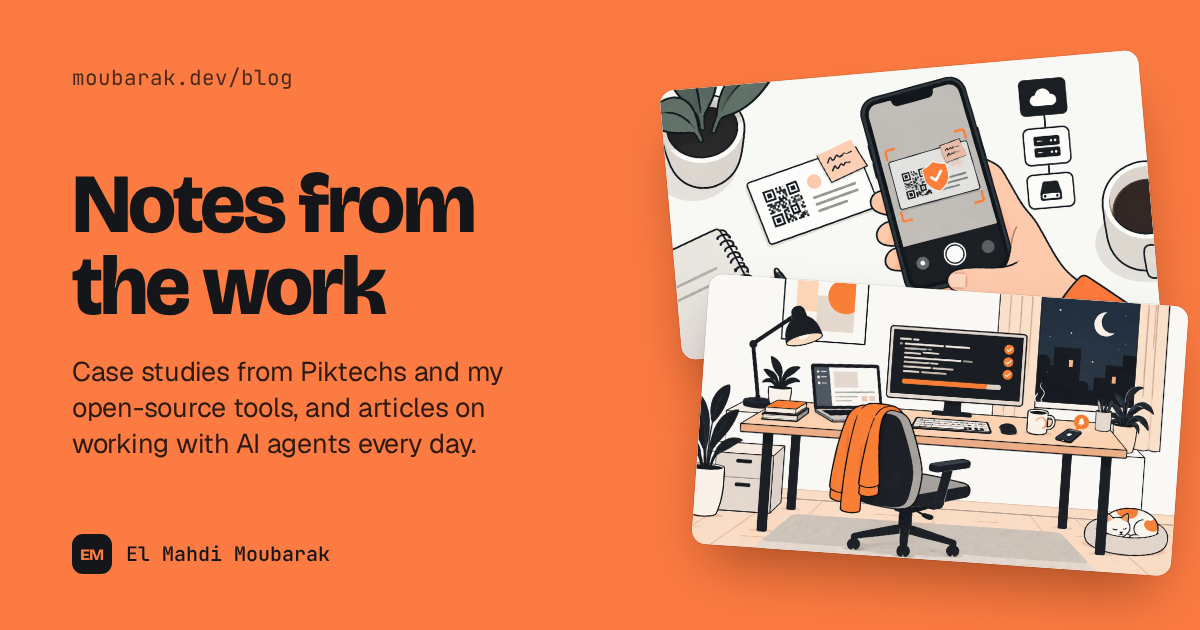 moubarak.dev/blog
Notes from
the work
Case studies from Piktechs and my
open-source tools, and articles on
working with AI agents every day.
EM El Mahdi Moubarak